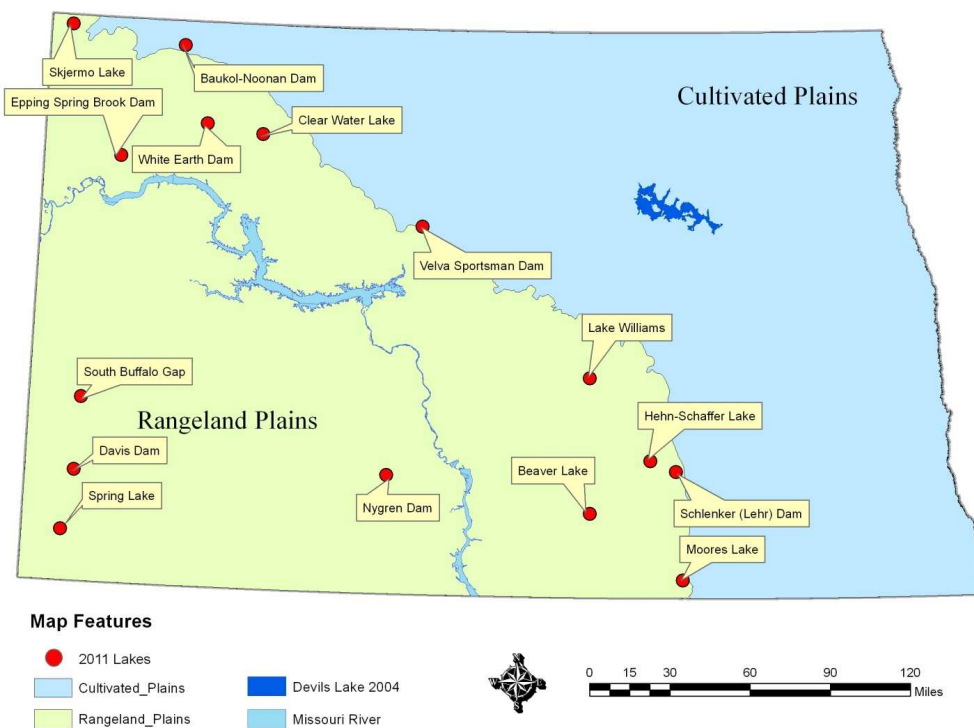 Skjermo Lake
Baukol-Noonan Dam
Epping Spring Brook Dam
Cultivated Plains
Clear Water Lake
White Earth Dam
Velva Sportsman Dam
Lake Williams
South Buffalo Gap
Rangeland Plains
Hehn-Schaffer Lake
Davis Dam
Beaver Lake
Spring Lake
Nygren Dam
Schlenker (Lehr) Dam
Moores Lake
Map Features
2011 Lakes
Cultivated_Plains
Devils Lake 2004
Rangeland_Plains
Missouri River
0 15 30 60 90 120
Miles